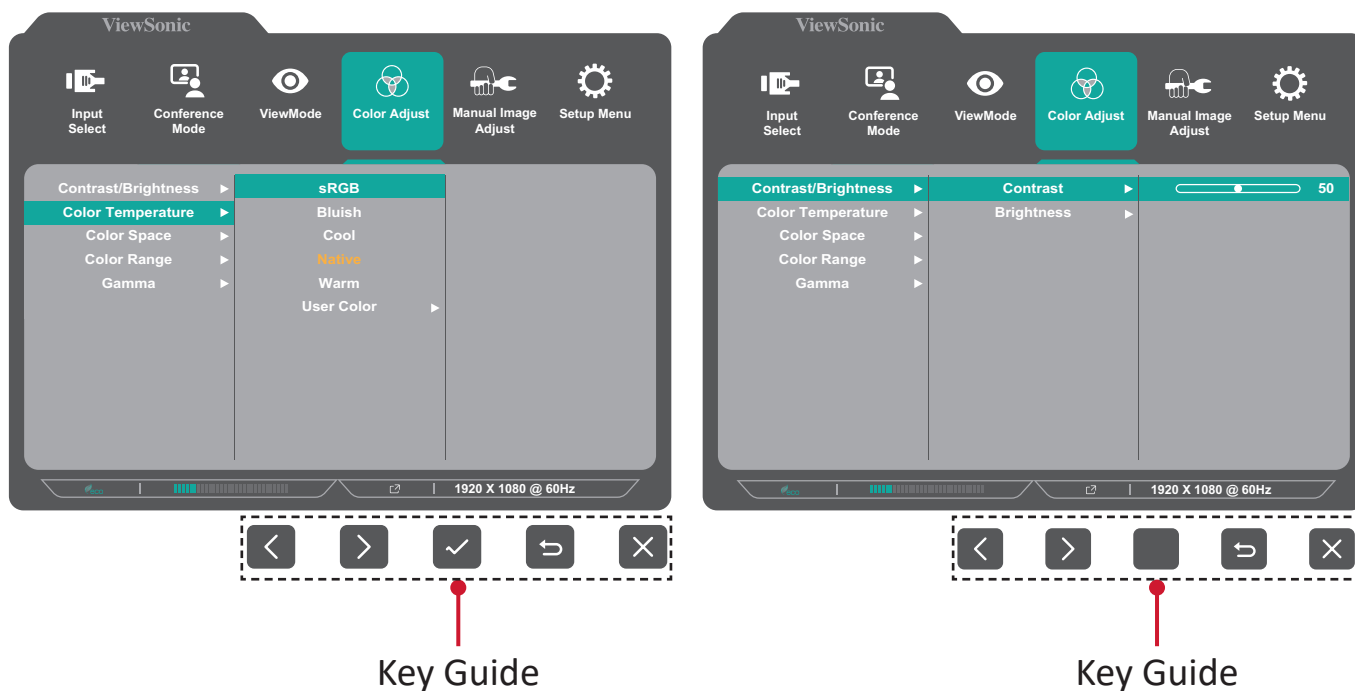 ViewSonic
Input
Select
Conference
Mode
ViewMode
Color Adjust
Manual Image
Adjust
Setup Menu
Contrast/Brightness
Color Temperature
Color Space
Color Range
Gamma
sRGB
Bluish
Cool
Native
Warm
User Color
eco
1920 X 1080 @ 60Hz
Key Guide
ViewSonic
Input
Select
Conference
Mode
ViewMode
Color Adjust
Manual Image
Adjust
Setup Menu
Contrast/Brightness
Color Temperature
Color Space
Color Range
Gamma
Contrast
Brightness
50
eco
1920 X 1080 @ 60Hz
Key Guide